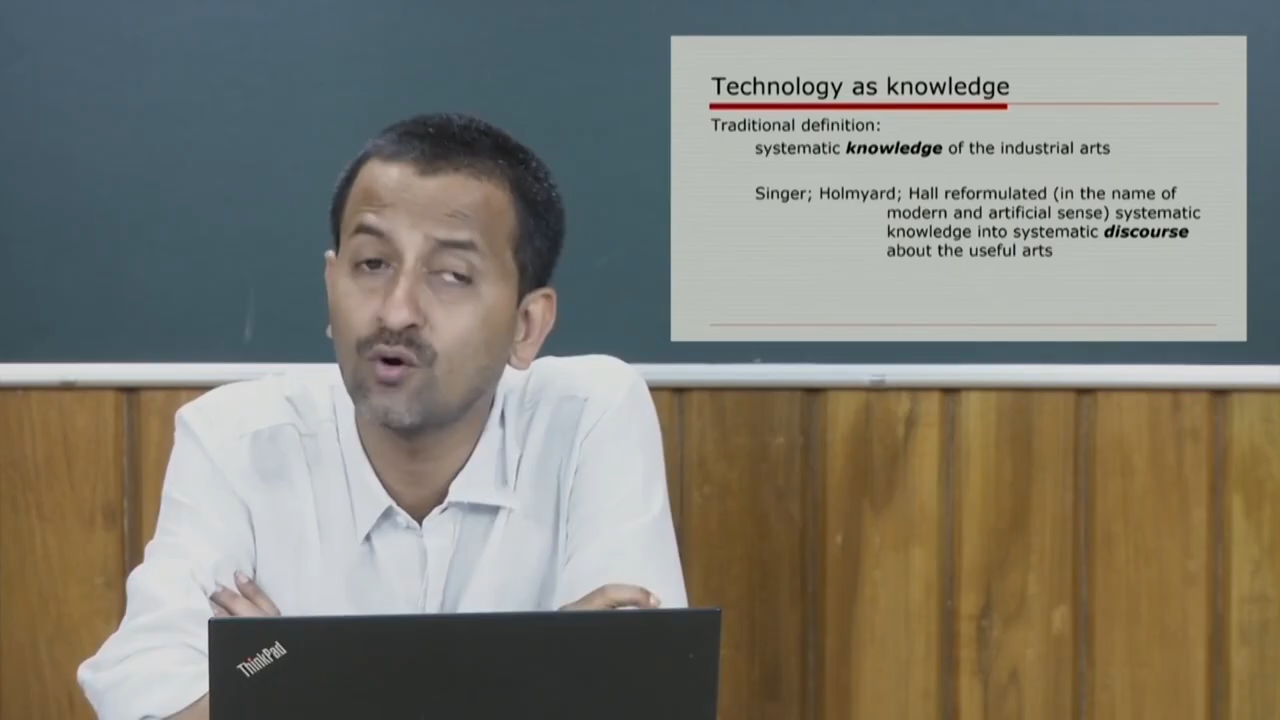 Technology as knowledge
Traditional definition:
systematic knowledge of the industrial arts
Singer; Holmyard; Hall reformulated (in the name of
modern and artificial sense) systematic
knowledge into systematic discourse
about the useful arts
ThinkPad